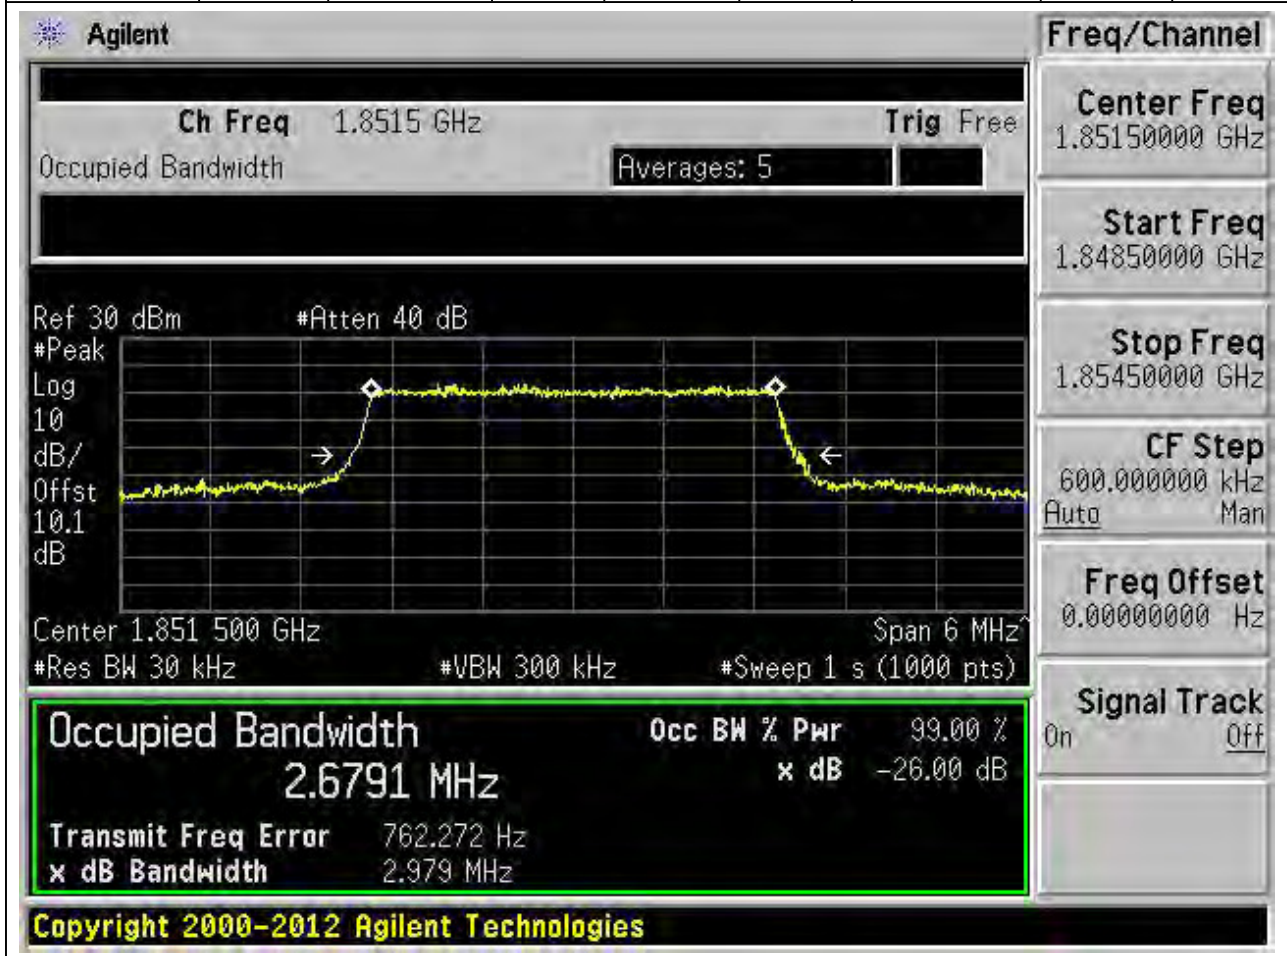 Agilent
Freq/Channel
Ch Freq 1.8515 GHz Trig Free
Occupied Bandwidth Averages: 5
Center Freq
1.85150000 GHz
Start Freq
1.84850000 GHz
Stop Freq
1.85450000 GHz
CF Step
600.000000 kHz
Auto Man
Freq Offset
0.00000000 Hz
Signal Track
On Off
Ref 30 dBm #Atten 40 dB
#Peak
Log
10
dB/
Offst
10.1
dB
Center 1.851 500 GHz Span 6 MHz^
#Res BW 30 kHz #VBW 300 kHz #Sweep 1 s (1000 pts)
Occupied Bandwidth Occ BW % Pwr 99.00 %
2.6791 MHz x dB -26.00 dB
Transmit Freq Error 762.272 Hz
x dB Bandwidth 2.979 MHz
Copyright 2000-2012 Agilent Technologies